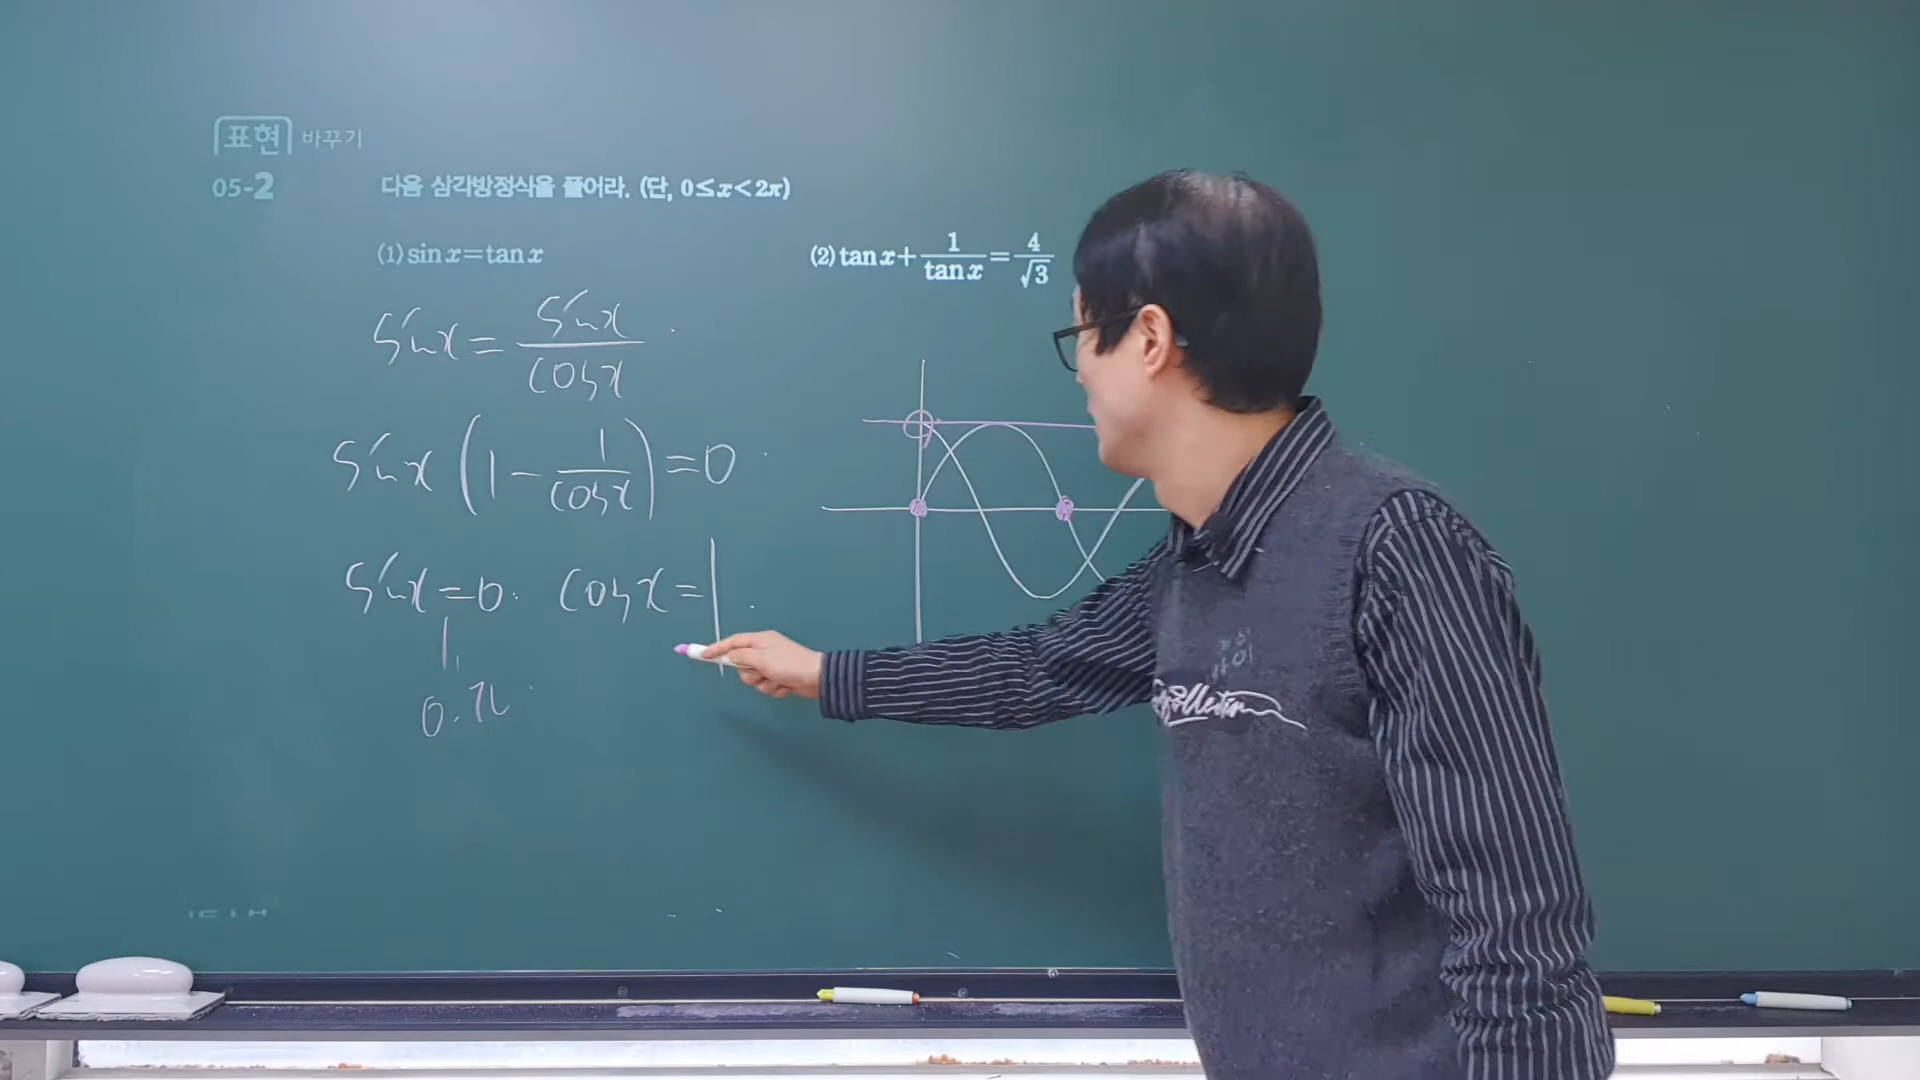 표현 바꾸기
05-2 다음 삼각방정식을 풀어라. (단, 0≤x<2π)
(1) sin x=tan x
(2) tan x+1/tan x=4/√3
sinx = sinx/cosx
sinx (1 - 1/cosx) = 0
sinx = 0. cosx = 1
0. π